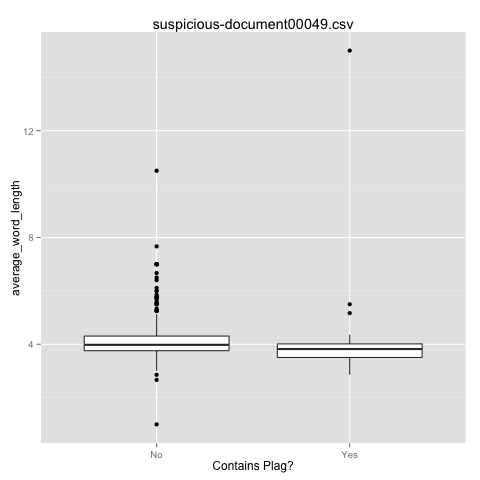 suspicious-document00049.csv
average_word_length
12
8
4
No
Yes
Contains Plag?